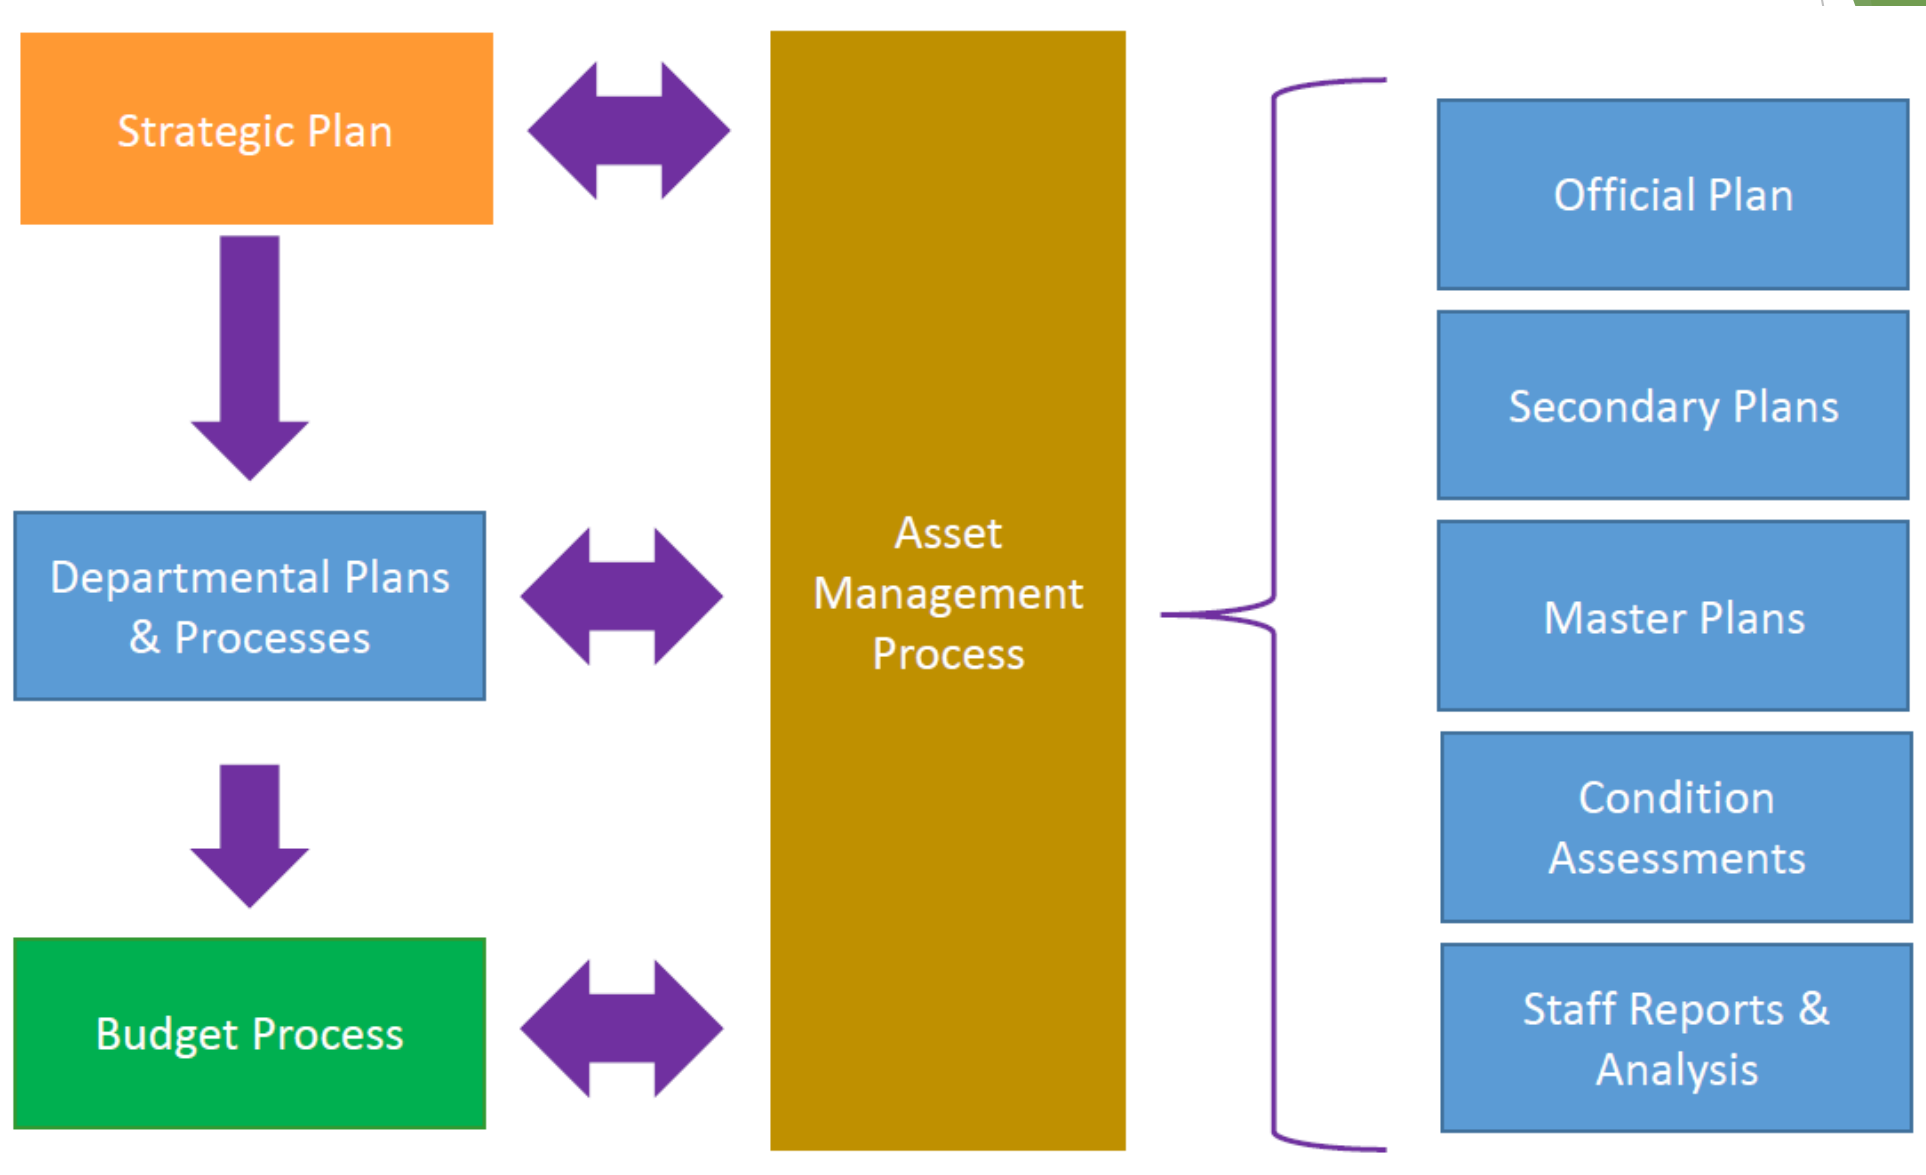 Strategic Plan
Departmental Plans
& Processes
Budget Process
Asset
Management
Process
Official Plan
Secondary Plans
Master Plans
Condition
Assessments
Staff Reports &
Analysis